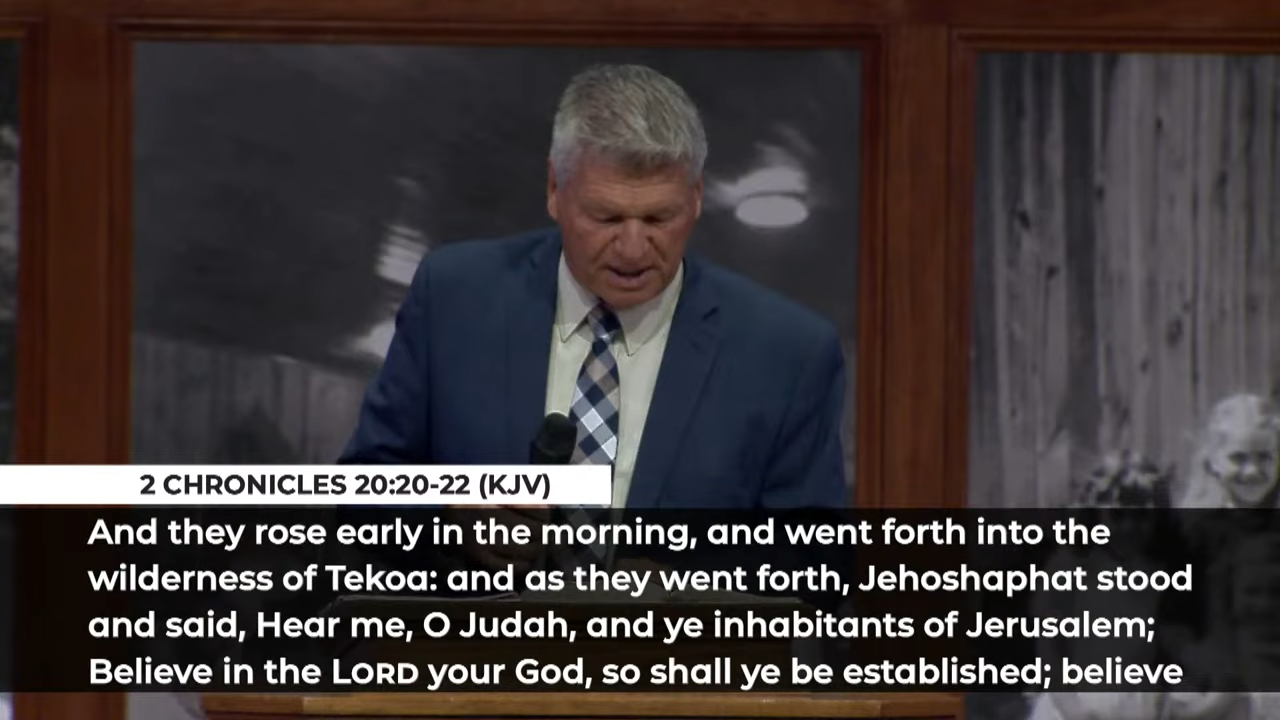 2 CHRONICLES 20:20-22 (KJV)
And they rose early in the morning, and went forth into the
wilderness of Tekoa: and as they went forth, Jehoshaphat stood
and said, Hear me, O Judah, and ye inhabitants of Jerusalem;
Believe in the LORD your God, so shall ye be established; believe